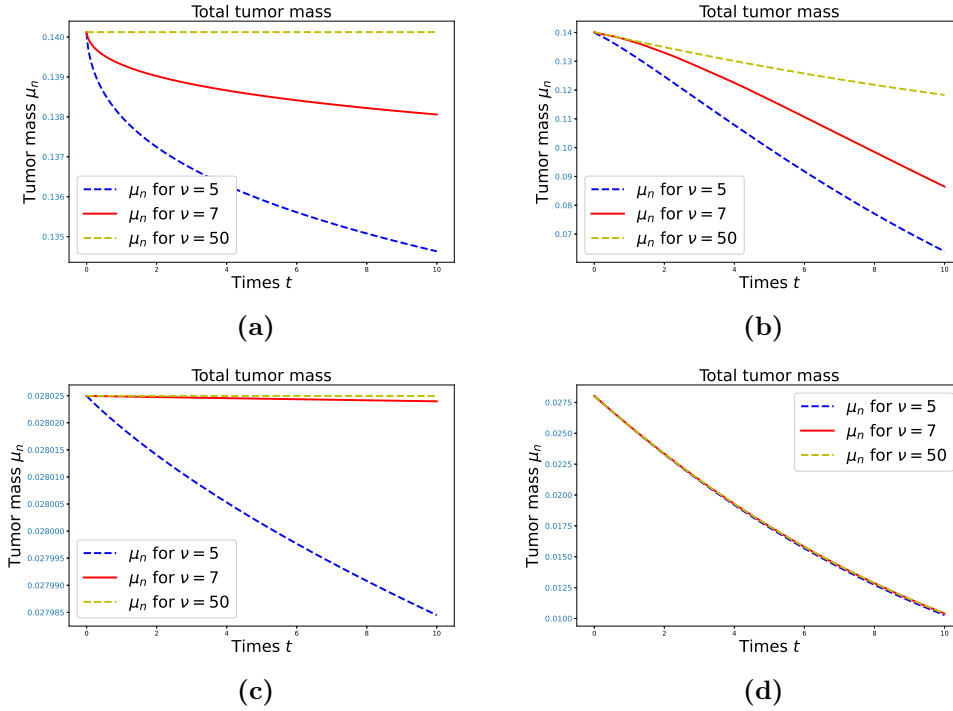 Total tumor mass
Tumor mass μₙ
0.140
0.139
0.138
0.137
0.136
0.135
μₙ for ν = 5
μₙ for ν = 7
μₙ for ν = 50
0 2 4 6 8 10
Times t
(a)
Total tumor mass
Tumor mass μₙ
0.14
0.13
0.12
0.11
0.10
0.09
0.08
0.07
μₙ for ν = 5
μₙ for ν = 7
μₙ for ν = 50
0 2 4 6 8 10
Times t
(b)
Total tumor mass
Tumor mass μₙ
0.028025
0.028020
0.028015
0.028010
0.028005
0.028000
0.027995
0.027990
0.027985
μₙ for ν = 5
μₙ for ν = 7
μₙ for ν = 50
0 2 4 6 8 10
Times t
(c)
Total tumor mass
Tumor mass μₙ
0.0275
0.0250
0.0225
0.0200
0.0175
0.0150
0.0125
0.0100
μₙ for ν = 5
μₙ for ν = 7
μₙ for ν = 50
0 2 4 6 8 10
Times t
(d)